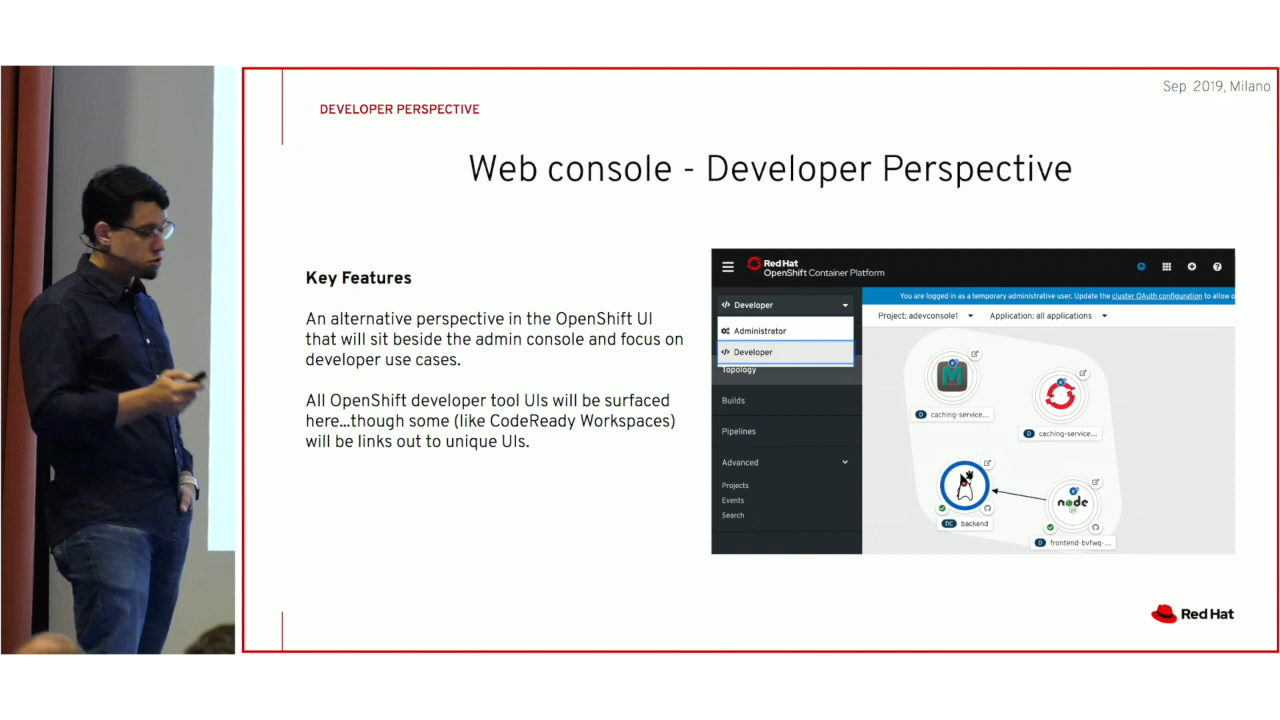 Sep 2019, Milano
DEVELOPER PERSPECTIVE
Web console - Developer Perspective
Key Features
An alternative perspective in the OpenShift UI
that will sit beside the admin console and focus on
developer use cases.
All OpenShift developer tool UIs will be surfaced
here...though some (like CodeReady Workspaces)
will be links out to unique UIs.
Red Hat
OpenShift Container Platform
Developer
You are logged in as a temporary administrative user. Update the cluster OAuth configuration to allow o
Project: adevconsole1
Application: all applications
Administrator
Developer
Topology
Builds
Pipelines
Advanced
Projects
Events
Search
D caching-service...
D caching-service...
DC backend
node
D frontend-bvfwq-...
Red Hat